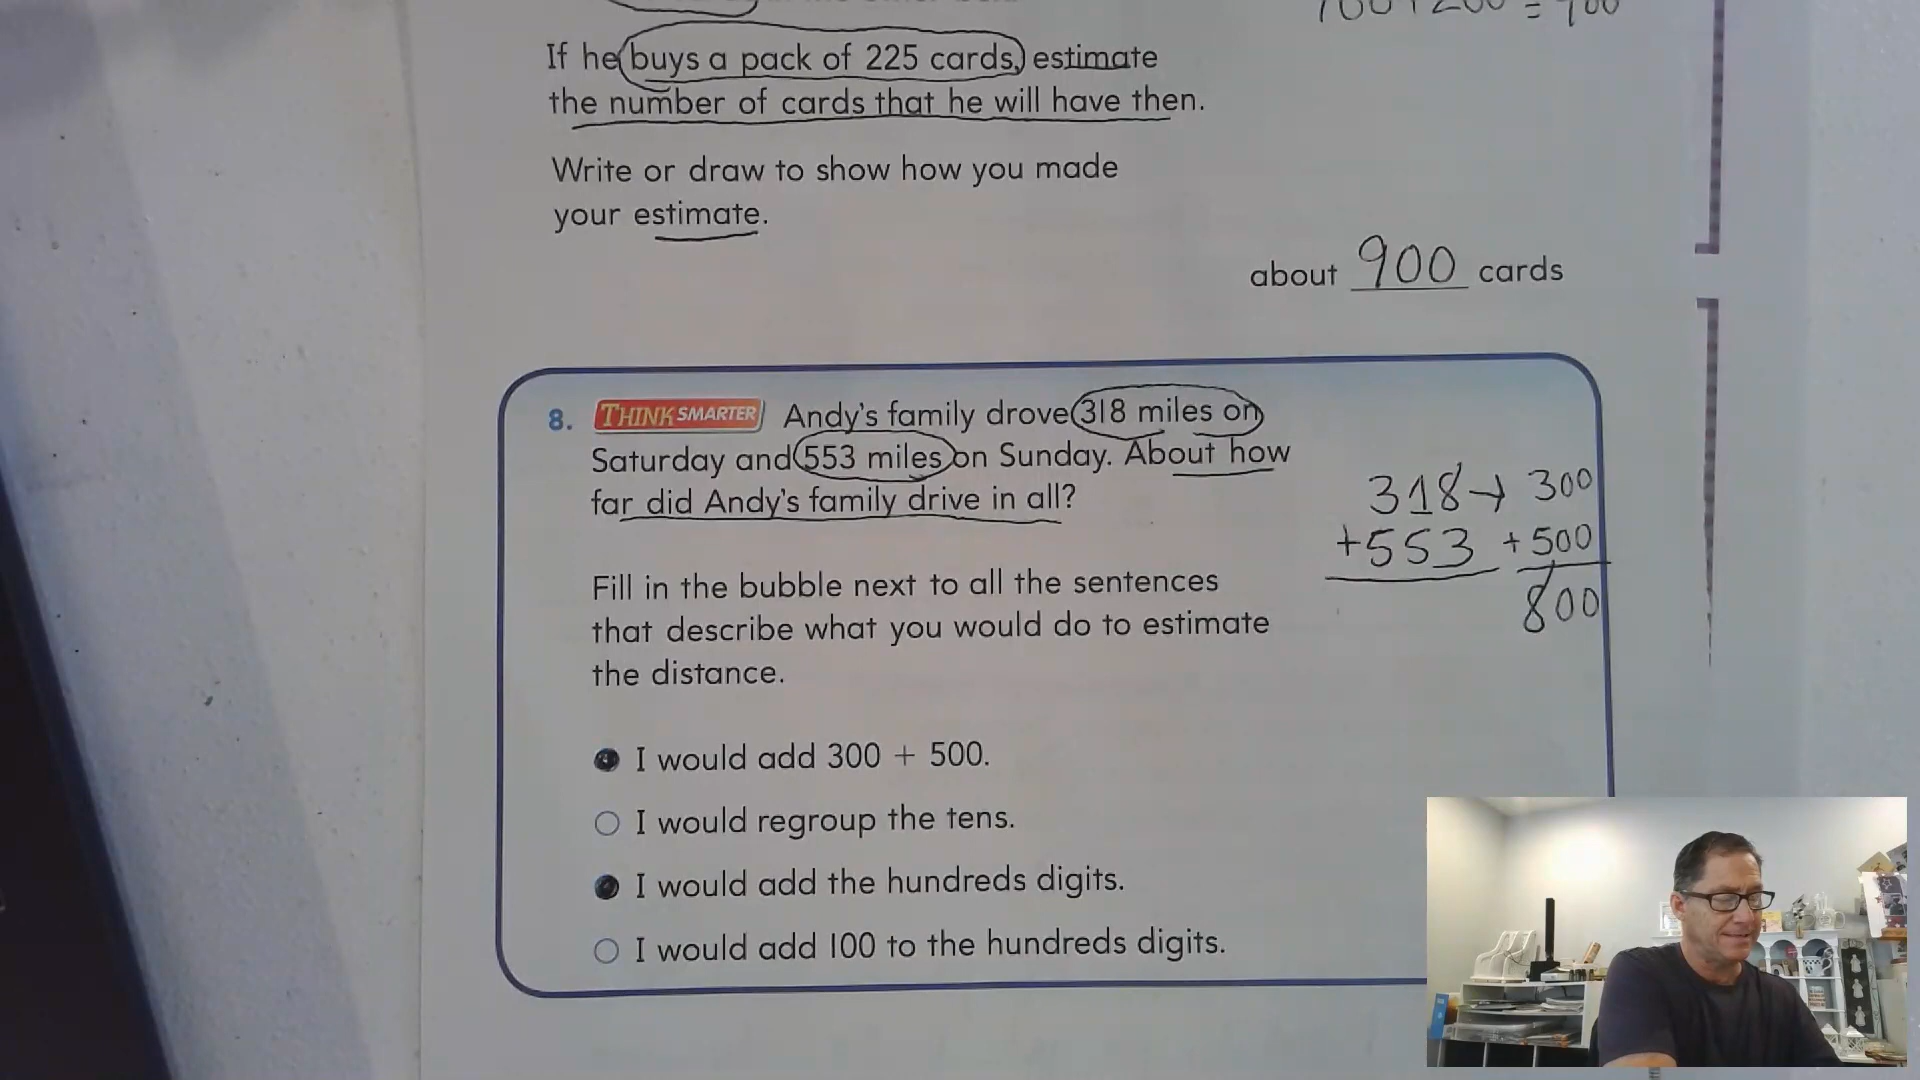 700 + 200 = 900
If he buys a pack of 225 cards, estimate
the number of cards that he will have then.
Write or draw to show how you made
your estimate.
about 900 cards
8. THINK SMARTER Andy's family drove 318 miles on
Saturday and 553 miles on Sunday. About how
far did Andy's family drive in all?
318 → 300
+553 +500
800
Fill in the bubble next to all the sentences
that describe what you would do to estimate
the distance.
I would add 300 + 500.
I would regroup the tens.
I would add the hundreds digits.
I would add 100 to the hundreds digits.